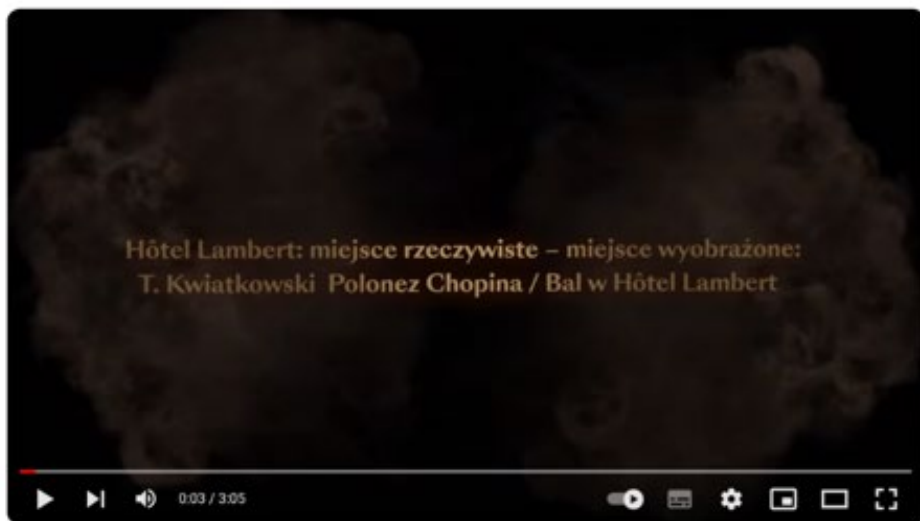 Hôtel Lambert: miejsce rzeczywiste – miejsce wyobrażone:
T. Kwiatkowski Polonez Chopina / Bal w Hôtel Lambert
0:03 / 3:05